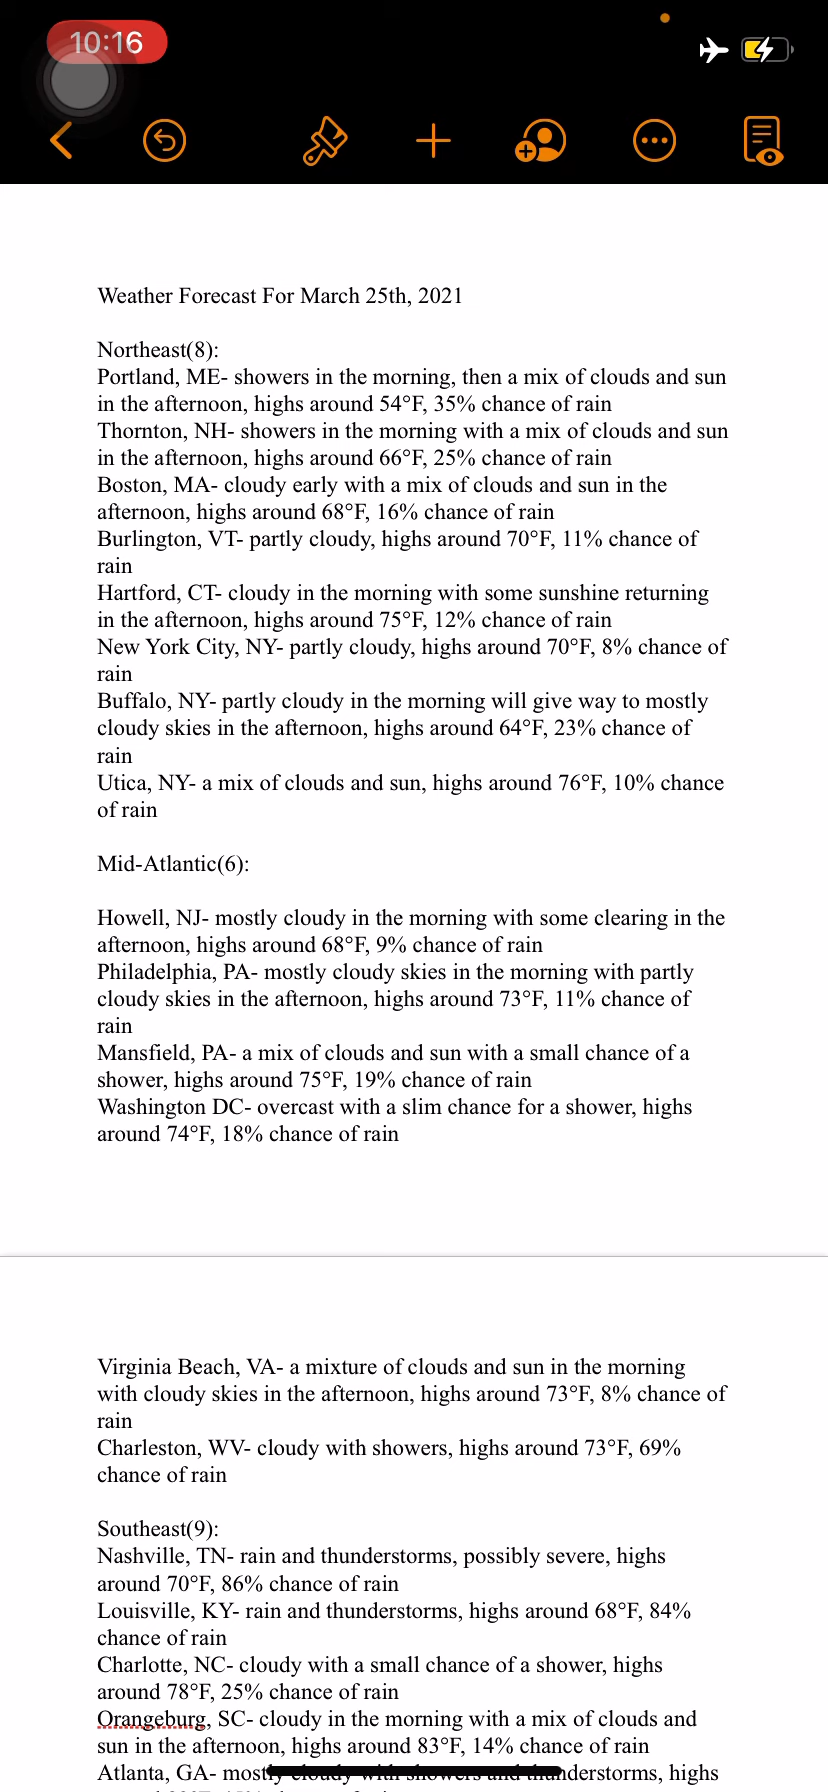 10:16
Weather Forecast For March 25th, 2021
Northeast(8):
Portland, ME- showers in the morning, then a mix of clouds and sun
in the afternoon, highs around 54°F, 35% chance of rain
Thornton, NH- showers in the morning with a mix of clouds and sun
in the afternoon, highs around 66°F, 25% chance of rain
Boston, MA- cloudy early with a mix of clouds and sun in the
afternoon, highs around 68°F, 16% chance of rain
Burlington, VT- partly cloudy, highs around 70°F, 11% chance of
rain
Hartford, CT- cloudy in the morning with some sunshine returning
in the afternoon, highs around 75°F, 12% chance of rain
New York City, NY- partly cloudy, highs around 70°F, 8% chance of
rain
Buffalo, NY- partly cloudy in the morning will give way to mostly
cloudy skies in the afternoon, highs around 64°F, 23% chance of
rain
Utica, NY- a mix of clouds and sun, highs around 76°F, 10% chance
of rain
Mid-Atlantic(6):
Howell, NJ- mostly cloudy in the morning with some clearing in the
afternoon, highs around 68°F, 9% chance of rain
Philadelphia, PA- mostly cloudy skies in the morning with partly
cloudy skies in the afternoon, highs around 73°F, 11% chance of
rain
Mansfield, PA- a mix of clouds and sun with a small chance of a
shower, highs around 75°F, 19% chance of rain
Washington DC- overcast with a slim chance for a shower, highs
around 74°F, 18% chance of rain
Virginia Beach, VA- a mixture of clouds and sun in the morning
with cloudy skies in the afternoon, highs around 73°F, 8% chance of
rain
Charleston, WV- cloudy with showers, highs around 73°F, 69%
chance of rain
Southeast(9):
Nashville, TN- rain and thunderstorms, possibly severe, highs
around 70°F, 86% chance of rain
Louisville, KY- rain and thunderstorms, highs around 68°F, 84%
chance of rain
Charlotte, NC- cloudy with a small chance of a shower, highs
around 78°F, 25% chance of rain
Orangeburg, SC- cloudy in the morning with a mix of clouds and
sun in the afternoon, highs around 83°F, 14% chance of rain
Atlanta, GA- mostly cloudy with showers and thunderstorms, highs